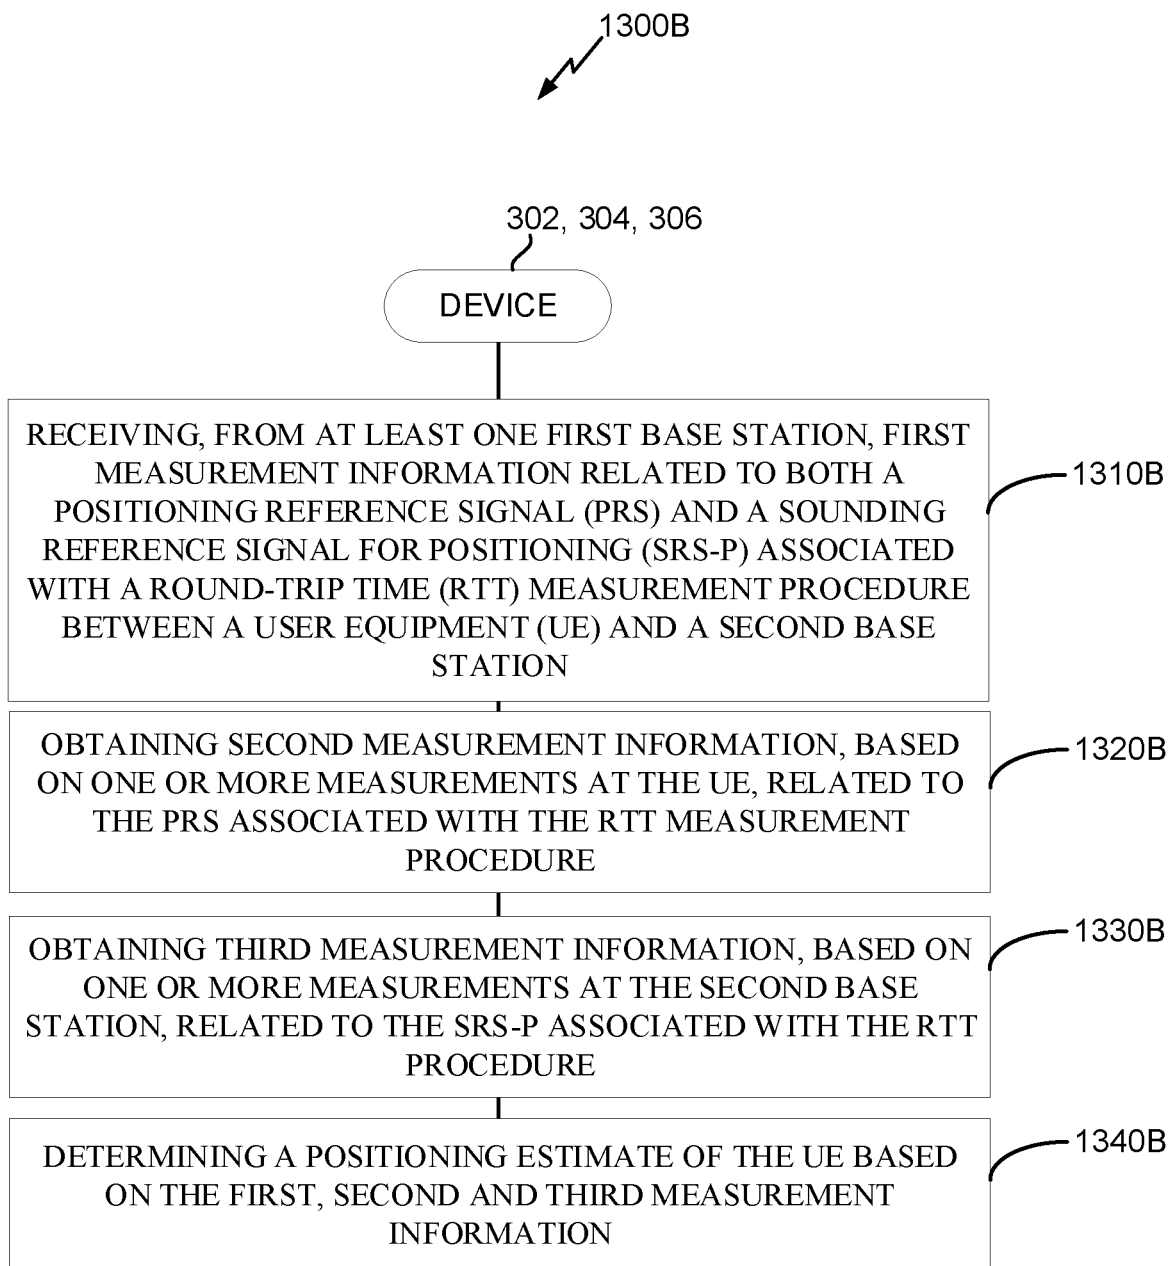 1300B
302, 304, 306
DEVICE
RECEIVING, FROM AT LEAST ONE FIRST BASE STATION, FIRST
MEASUREMENT INFORMATION RELATED TO BOTH A
POSITIONING REFERENCE SIGNAL (PRS) AND A SOUNDING
REFERENCE SIGNAL FOR POSITIONING (SRS-P) ASSOCIATED
WITH A ROUND-TRIP TIME (RTT) MEASUREMENT PROCEDURE
BETWEEN A USER EQUIPMENT (UE) AND A SECOND BASE
STATION
1310B
OBTAINING SECOND MEASUREMENT INFORMATION, BASED
ON ONE OR MORE MEASUREMENTS AT THE UE, RELATED TO
THE PRS ASSOCIATED WITH THE RTT MEASUREMENT
PROCEDURE
1320B
OBTAINING THIRD MEASUREMENT INFORMATION, BASED ON
ONE OR MORE MEASUREMENTS AT THE SECOND BASE
STATION, RELATED TO THE SRS-P ASSOCIATED WITH THE RTT
PROCEDURE
1330B
DETERMINING A POSITIONING ESTIMATE OF THE UE BASED
ON THE FIRST, SECOND AND THIRD MEASUREMENT
INFORMATION
1340B